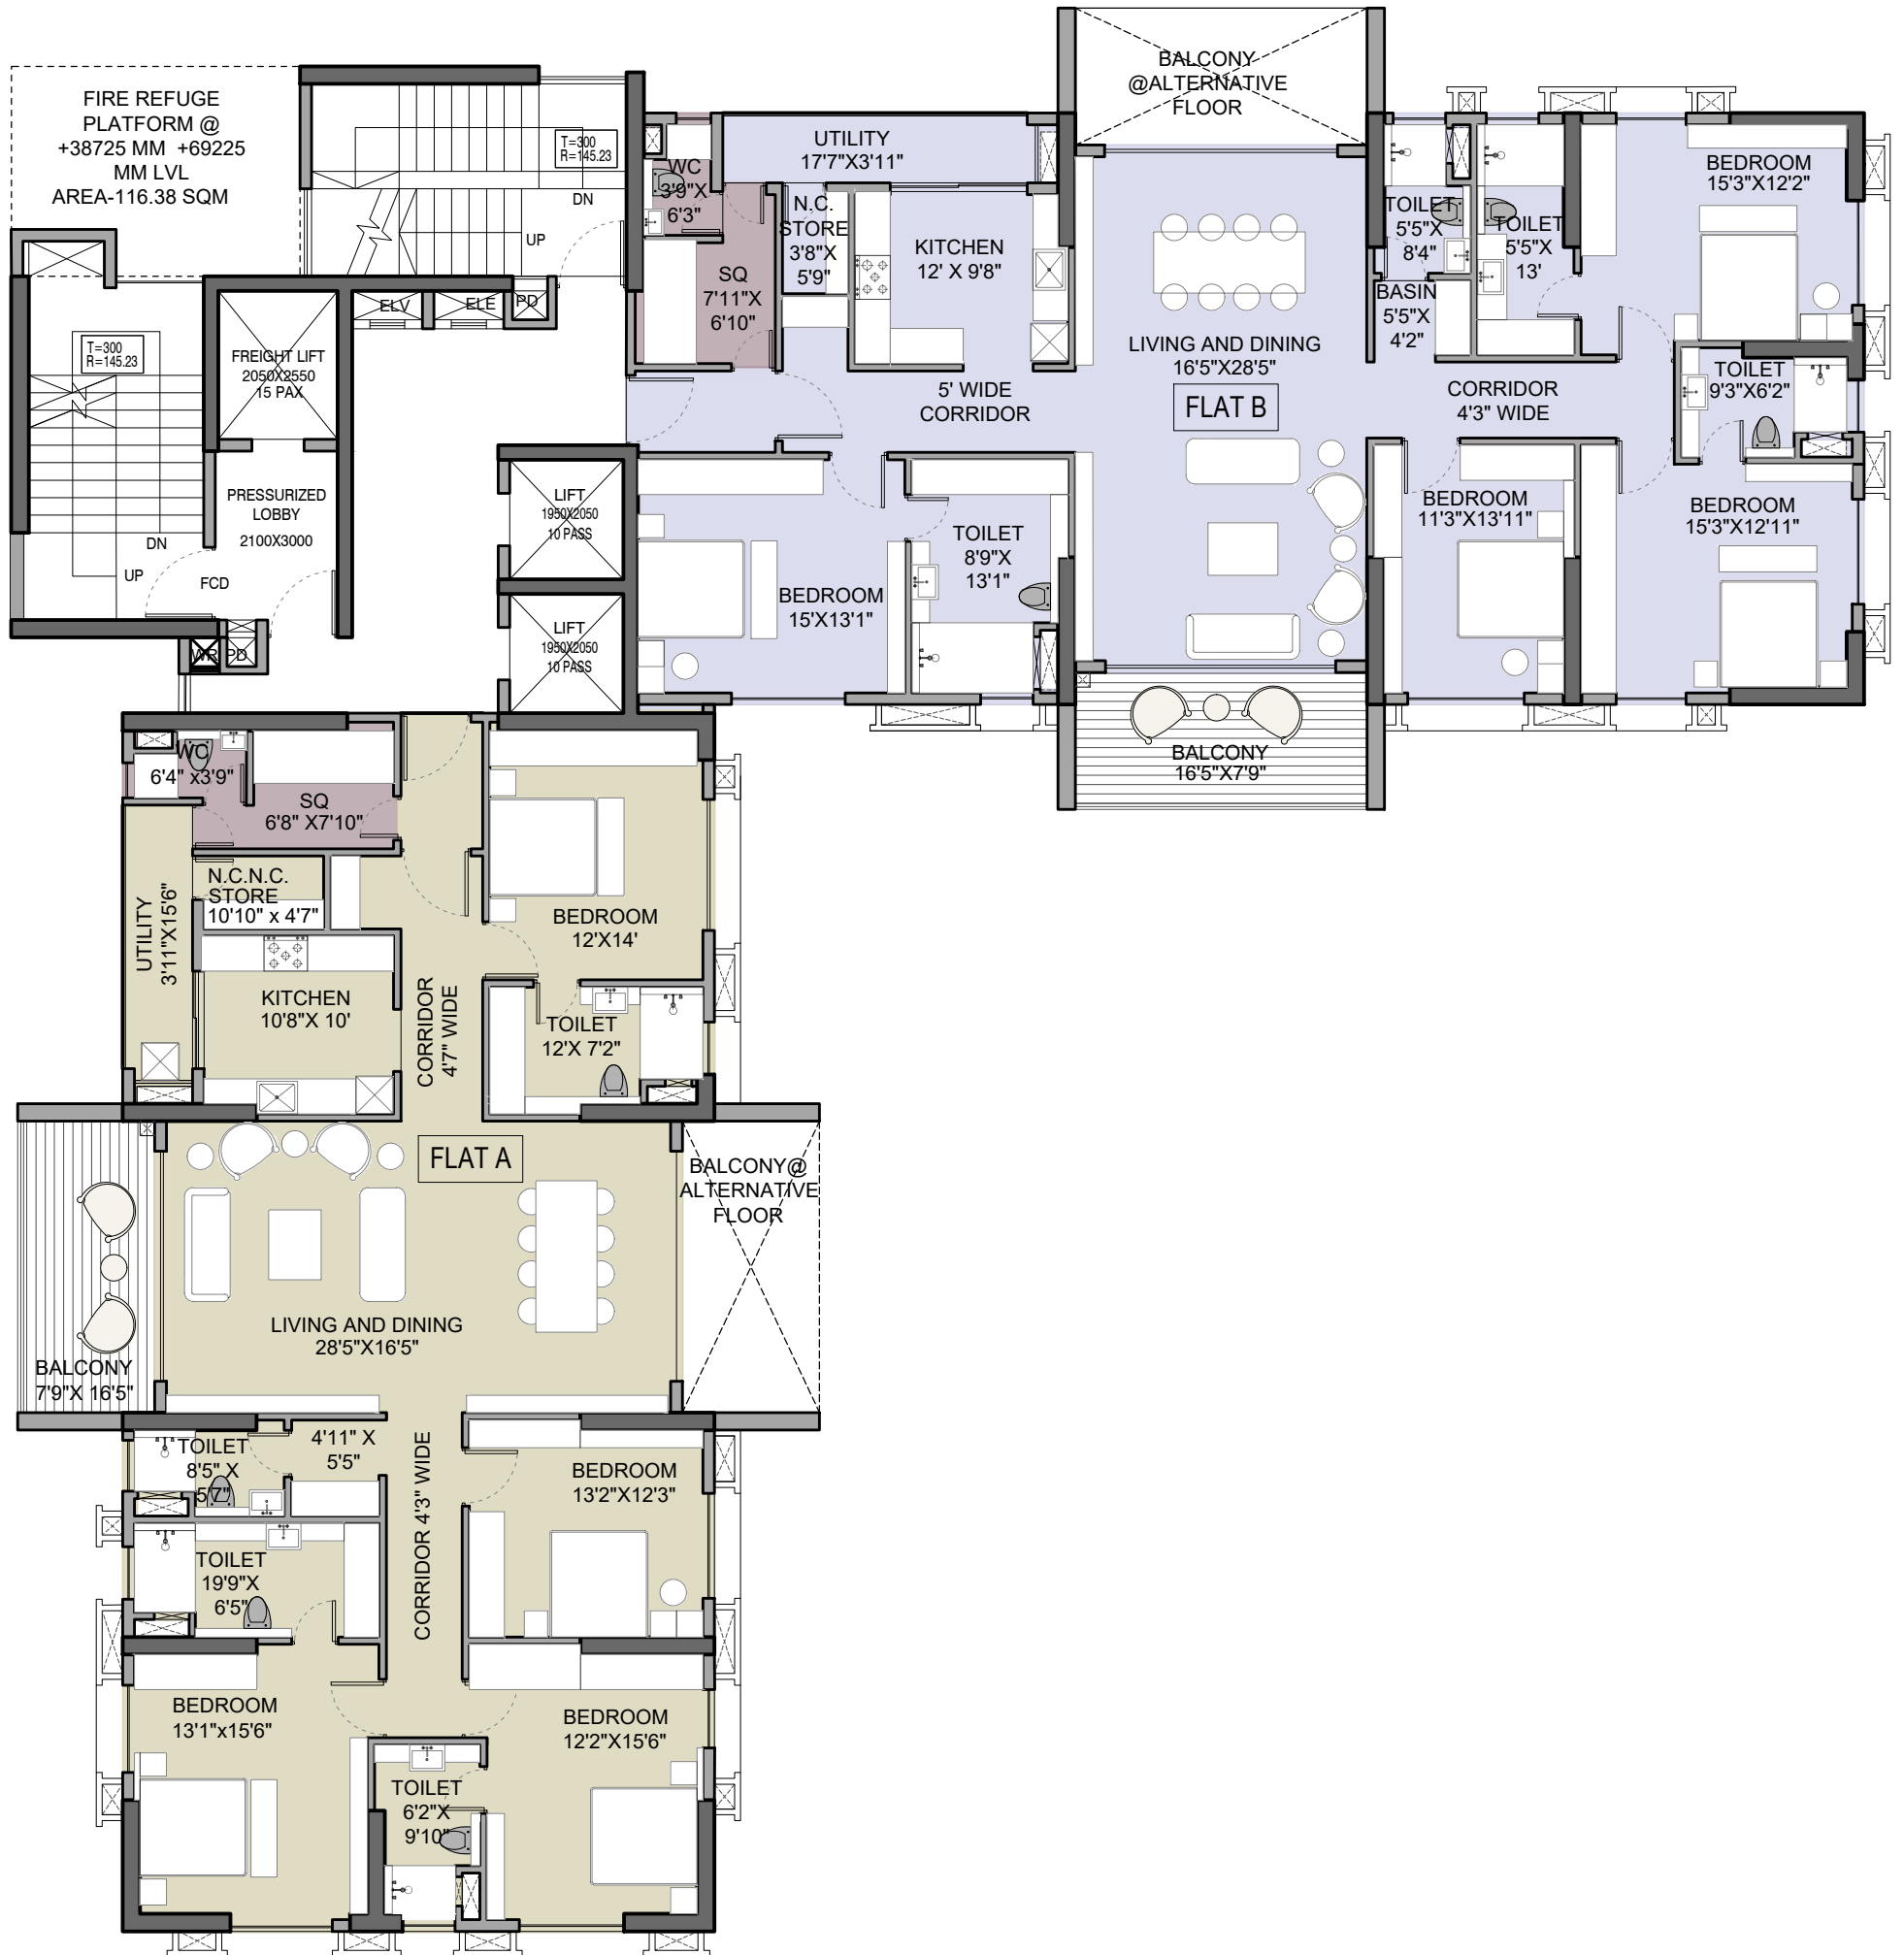 FIRE REFUGE
PLATFORM @
+38725 MM +69225
MM LVL
AREA-116.38 SQM
T=300
R=145.23
DN
UP
BALCONY
@ALTERNATIVE
FLOOR
UTILITY
17'7"X3'11"
WC
3'9"X
6'3"
N.C.
STORE
3'8"X
5'9"
KITCHEN
12' X 9'8"
SQ
7'11"X
6'10"
LIVING AND DINING
16'5"X28'5"
FLAT B
TOILET
5'5"X
8'4"
TOILET
5'5"X
13'
BASIN
5'5"X
4'2"
BEDROOM
15'3"X12'2"
TOILET
9'3"X6'2"
CORRIDOR
4'3" WIDE
5' WIDE
CORRIDOR
ELV
ELE
PD
T=300
R=145.23
FREIGHT LIFT
2050X2550
15 PAX
PRESSURIZED
LOBBY
2100X3000
DN
UP
FCD
WR
PD
LIFT
1950X2050
10 PASS
LIFT
1950X2050
10 PASS
BEDROOM
15'X13'1"
TOILET
8'9"X
13'1"
BEDROOM
11'3"X13'11"
BEDROOM
15'3"X12'11"
BALCONY
16'5"X7'9"
WC
6'4" x3'9"
SQ
6'8" X7'10"
N.C.N.C.
STORE
10'10" x 4'7"
UTILITY
3'11"X15'6"
KITCHEN
10'8"X 10'
CORRIDOR
4'7" WIDE
BEDROOM
12'X14'
TOILET
12'X 7'2"
FLAT A
BALCONY@
ALTERNATIVE
FLOOR
LIVING AND DINING
28'5"X16'5"
BALCONY
7'9"X 16'5"
TOILET
8'5" X
5'7"
4'11" X
5'5"
CORRIDOR 4'3" WIDE
BEDROOM
13'2"X12'3"
TOILET
19'9"X
6'5"
BEDROOM
13'1"x15'6"
BEDROOM
12'2"X15'6"
TOILET
6'2"X
9'10"